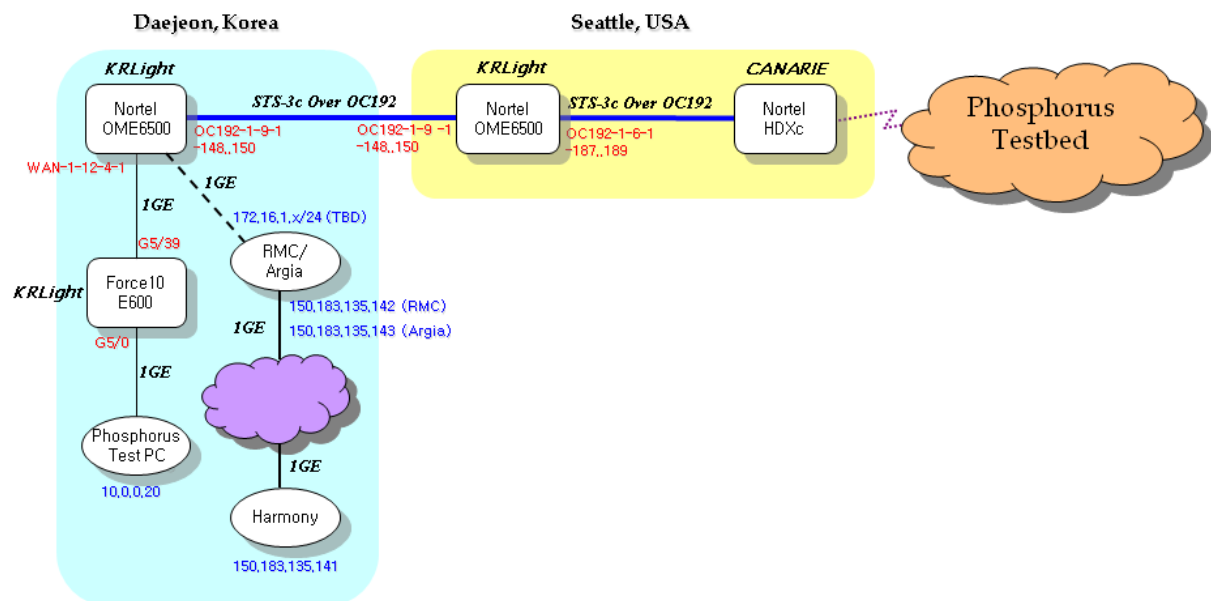 Daejeon, Korea
Seattle, USA
KRLight
KRLight
CANARIE
Nortel
OME6500
STS-3c Over OC192
Nortel
OME6500
STS-3c Over OC192
Nortel
HDXc
Phosphorus
Testbed
OC192-1-9-1
-148,,150
OC192-1-9 -1
-148,,150
OC192-1-6-1
-187,,189
WAN-1-12-4-1
1GE
1GE
172,16,1,x/24 (TBD)
G5/39
RMC/
Argia
KRLight
Force10
E600
150,183,135,142 (RMC)
1GE
150,183,135,143 (Argia)
G5/0
1GE
Phosphorus
Test PC
1GE
10,0,0,20
Harmony
150,183,135,141